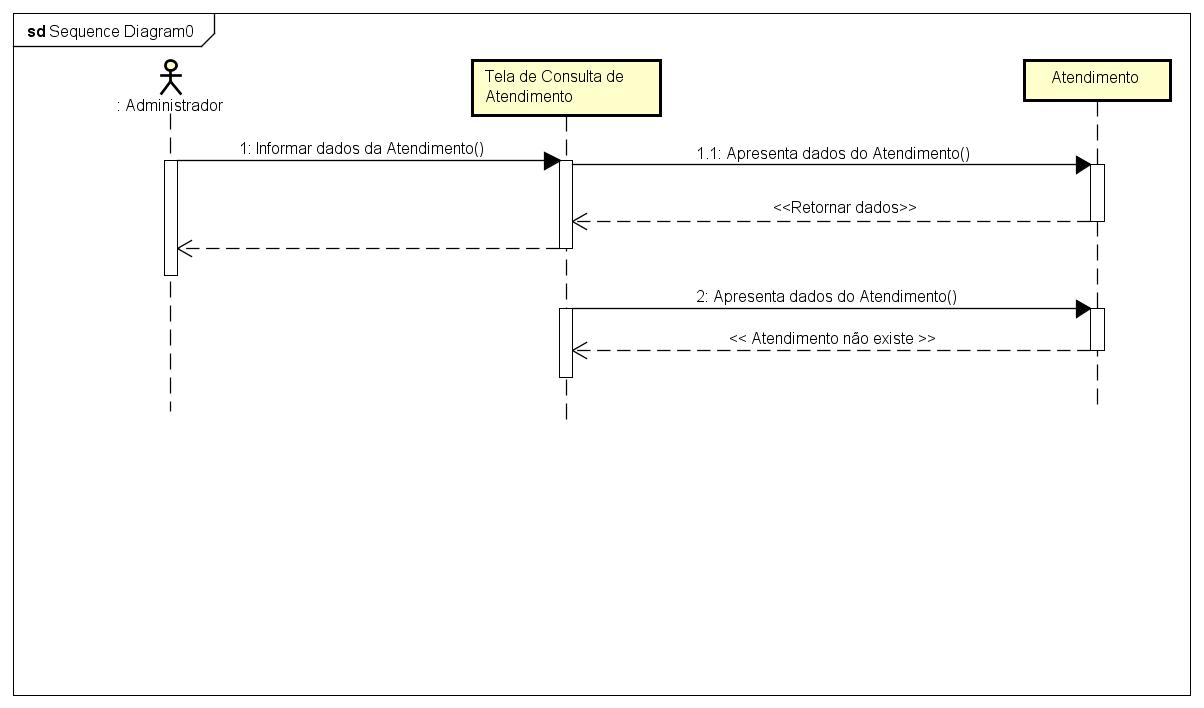 sd Sequence Diagram0
: Administrador
Tela de Consulta de
Atendimento
Atendimento
1: Informar dados da Atendimento()
1.1: Apresenta dados do Atendimento()
<<Retornar dados>>
2: Apresenta dados do Atendimento()
<< Atendimento não existe >>